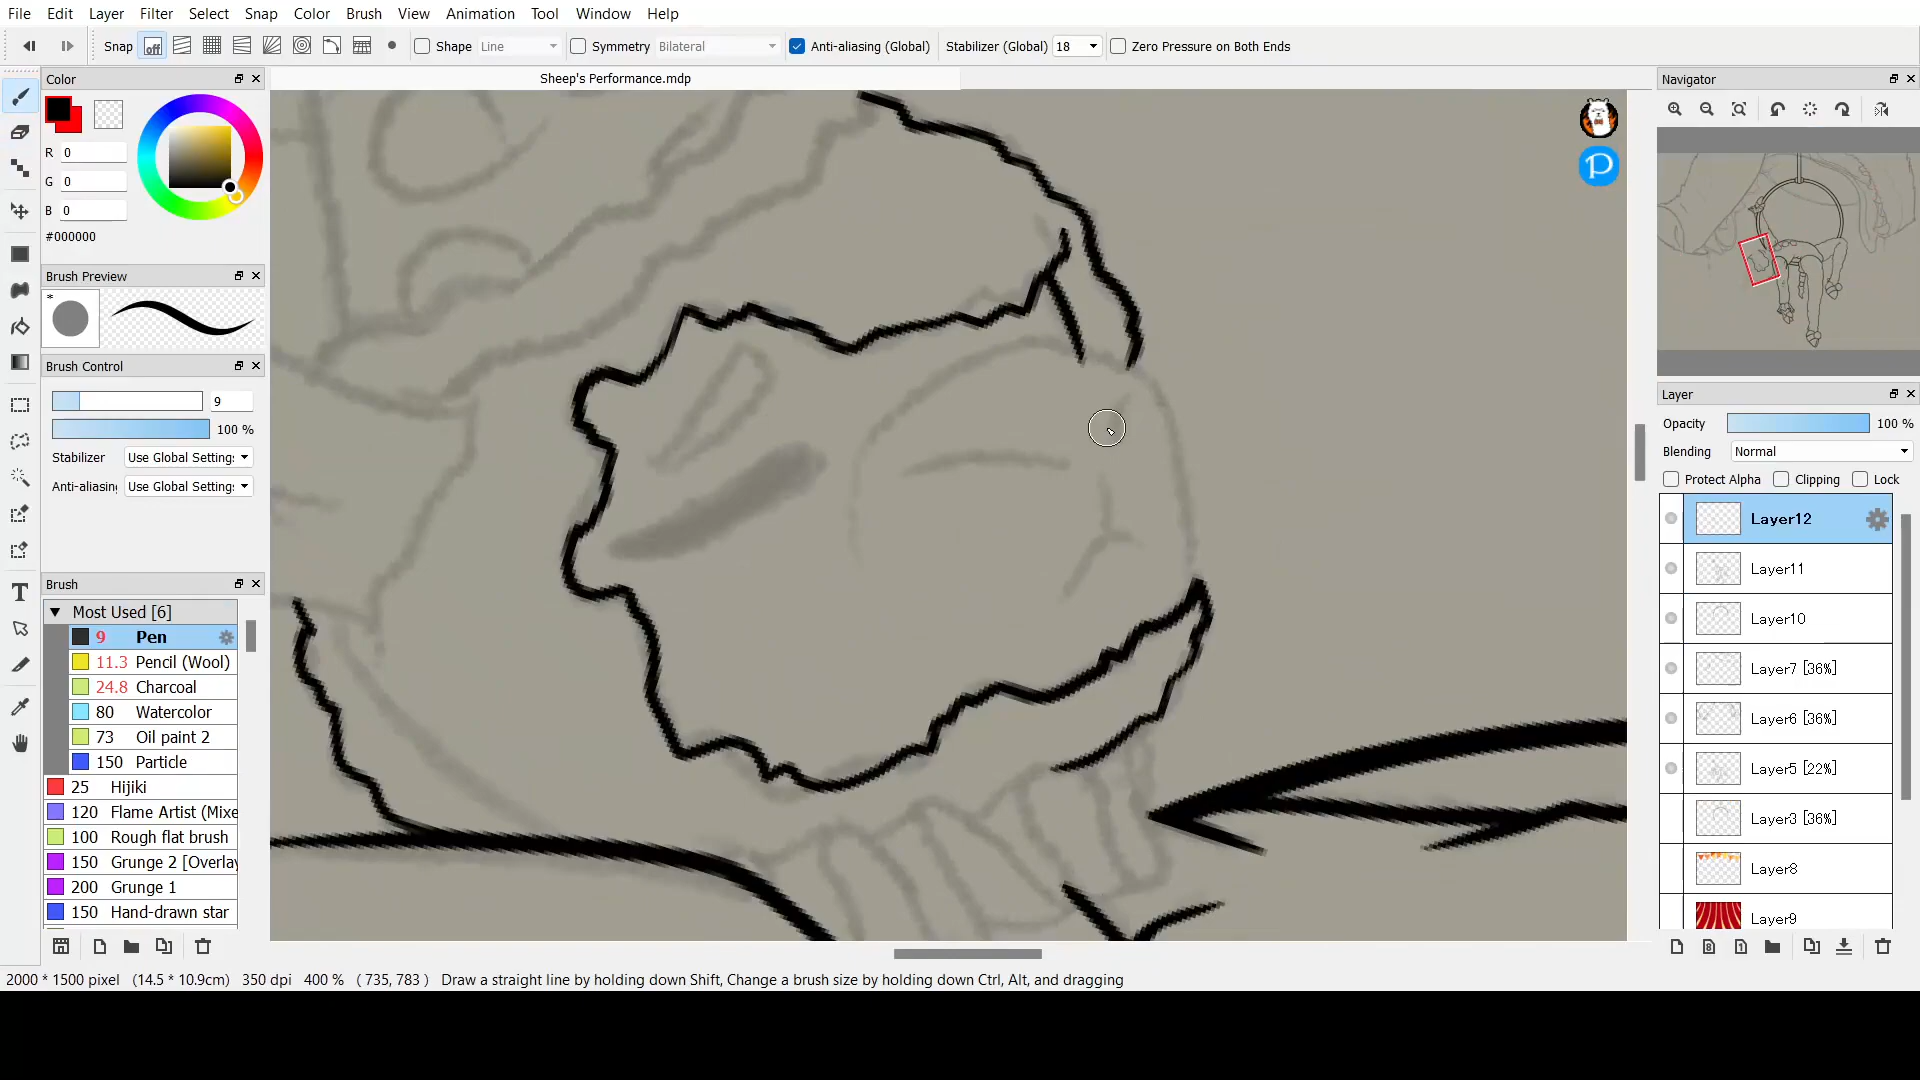 File Edit Layer Filter Select Snap Color Brush View Animation Tool Window Help
Snap off Shape Line Symmetry Bilateral Anti-aliasing (Global) Stabilizer (Global) 18 Zero Pressure on Both Ends
Color
Sheep's Performance.mdp
Navigator
R 0
G 0
B 0
#000000
Brush Preview
*
Brush Control
9
100 %
Stabilizer Use Global Setting:
Anti-aliasing Use Global Setting:
Brush
Most Used [6]
9 Pen
11.3 Pencil (Wool)
24.8 Charcoal
80 Watercolor
73 Oil paint 2
150 Particle
25 Hijiki
120 Flame Artist (Mixe
100 Rough flat brush
150 Grunge 2 [Overlay
200 Grunge 1
150 Hand-drawn star
Layer
Opacity 100 %
Blending Normal
Protect Alpha Clipping Lock
Layer12
Layer11
Layer10
Layer7 [36%]
Layer6 [36%]
Layer5 [22%]
Layer3 [36%]
Layer8
Layer9
2000 * 1500 pixel (14.5 * 10.9cm) 350 dpi 400 % ( 735, 783 ) Draw a straight line by holding down Shift, Change a brush size by holding down Ctrl, Alt, and dragging